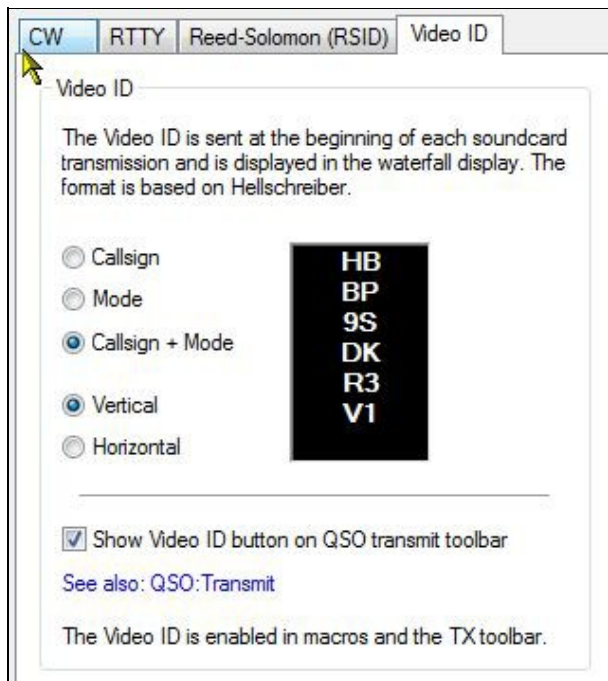 CW RTTY Reed-Solomon (RSID) Video ID
Video ID
The Video ID is sent at the beginning of each soundcard
transmission and is displayed in the waterfall display. The
format is based on Hellschreiber.
Callsign
Mode
Callsign + Mode
Vertical
Horizontal
HB
BP
9S
DK
R3
V1
Show Video ID button on QSO transmit toolbar
See also: QSO:Transmit
The Video ID is enabled in macros and the TX toolbar.